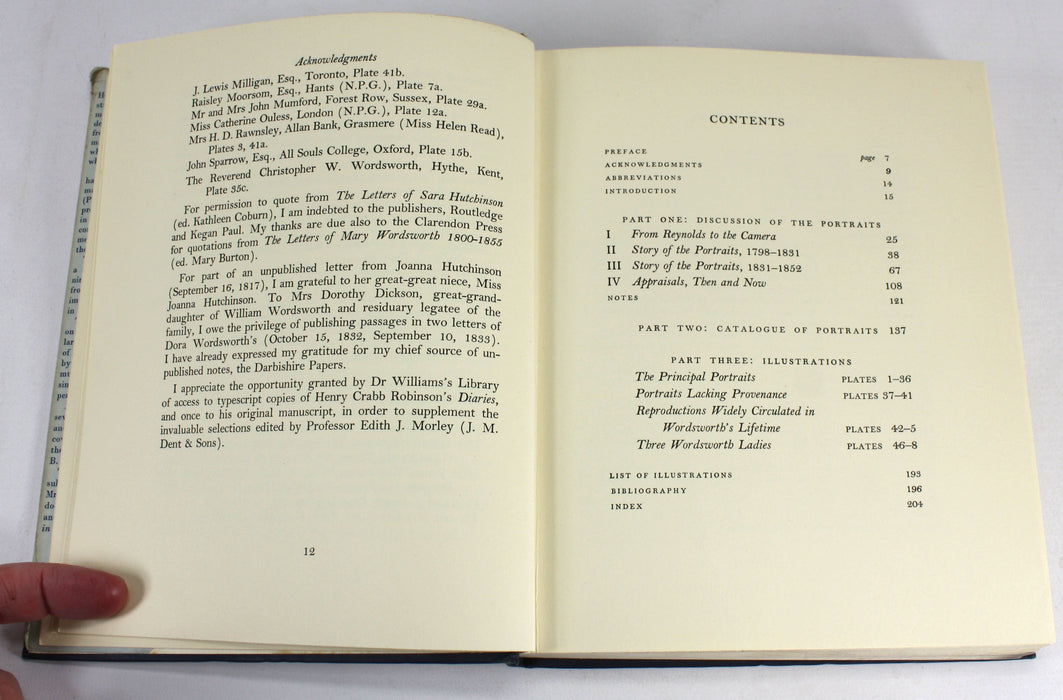 Acknowledgments
J. Lewis Milligan, Esq., Toronto, Plate 41b.
Raisley Moorsom, Esq., Hants (N.P.G.), Plate 7a.
Mr and Mrs John Mumford, Forest Row, Sussex, Plate 29a.
Miss Catherine Ouless, London (N.P.G.), Plate 12a.
Mrs H. D. Rawnsley, Allan Bank, Grasmere (Miss Helen Read),
Plates 3, 41a.
John Sparrow, Esq., All Souls College, Oxford, Plate 15b.
The Reverend Christopher W. Wordsworth, Hythe, Kent,
Plate 35c.
For permission to quote from The Letters of Sara Hutchinson
(ed. Kathleen Coburn), I am indebted to the publishers, Routledge
and Kegan Paul. My thanks are due also to the Clarendon Press
for quotations from The Letters of Mary Wordsworth 1800–1855
(ed. Mary Burton).
For part of an unpublished letter from Joanna Hutchinson
(September 16, 1817), I am grateful to her great-great niece, Miss
Joanna Hutchinson. To Mrs Dorothy Dickson, great-grand-
daughter of William Wordsworth and residuary legatee of the
family, I owe the privilege of publishing passages in two letters of
Dora Wordsworth's (October 15, 1832, September 10, 1833).
I have already expressed my gratitude for my chief source of un-
published notes, the Darbishire Papers.
I appreciate the opportunity granted by Dr Williams's Library
of access to typescript copies of Henry Crabb Robinson's Diaries,
and once to his original manuscript, in order to supplement the
invaluable selections edited by Professor Edith J. Morley (J. M.
Dent & Sons).
12
CONTENTS
PREFACE page 7
ACKNOWLEDGMENTS 9
ABBREVIATIONS 14
INTRODUCTION 15
PART ONE: DISCUSSION OF THE PORTRAITS
I From Reynolds to the Camera 25
II Story of the Portraits, 1798–1831 38
III Story of the Portraits, 1831–1852 67
IV Appraisals, Then and Now 108
NOTES 121
PART TWO: CATALOGUE OF PORTRAITS 137
PART THREE: ILLUSTRATIONS
The Principal Portraits PLATES 1–36
Portraits Lacking Provenance PLATES 37–41
Reproductions Widely Circulated in
Wordsworth's Lifetime PLATES 42–5
Three Wordsworth Ladies PLATES 46–8
LIST OF ILLUSTRATIONS 193
BIBLIOGRAPHY 196
INDEX 204